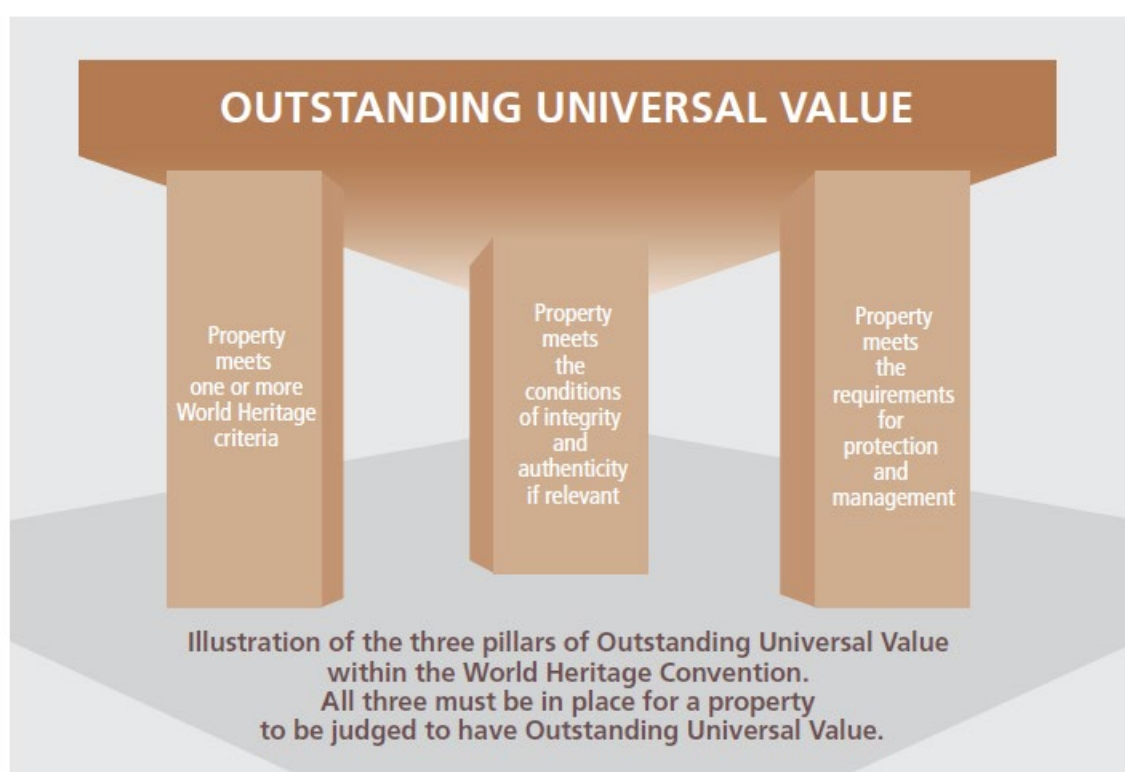 OUTSTANDING UNIVERSAL VALUE
Property
meets
one or more
World Heritage
criteria
Property
meets
the
conditions
of integrity
and
authenticity
if relevant
Property
meets
the
requirements
for
protection
and
management
Illustration of the three pillars of Outstanding Universal Value
within the World Heritage Convention.
All three must be in place for a property
to be judged to have Outstanding Universal Value.